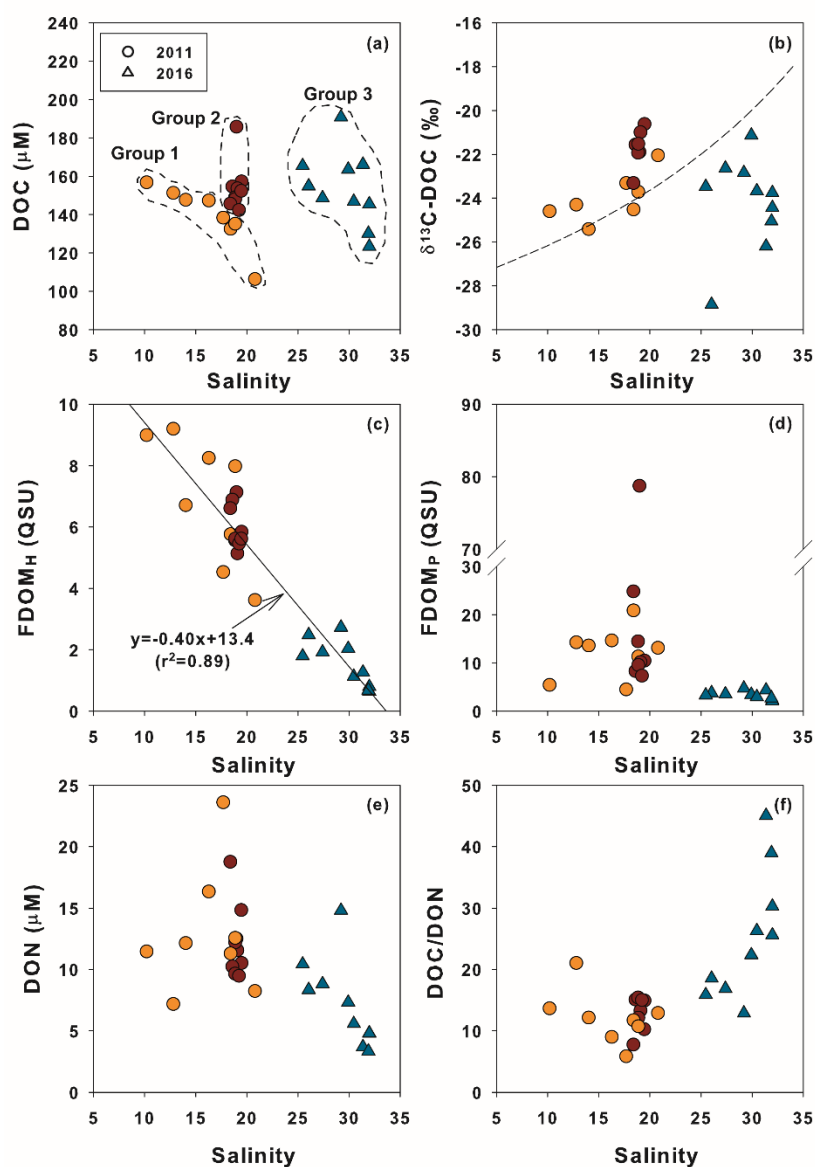 (a)
2011
2016
Group 1
Group 2
Group 3
DOC (μM)
240
220
200
180
160
140
120
100
80
5 10 15 20 25 30 35
Salinity
(b)
δ¹³C-DOC (‰)
-16
-18
-20
-22
-24
-26
-28
-30
5 10 15 20 25 30 35
Salinity
(c)
FDOM_H (QSU)
10
8
6
4
2
0
y=-0.40x+13.4
(r²=0.89)
5 10 15 20 25 30 35
Salinity
(d)
FDOM_P (QSU)
90
80
70
30
20
10
0
5 10 15 20 25 30 35
Salinity
(e)
DON (μM)
25
20
15
10
5
0
5 10 15 20 25 30 35
Salinity
(f)
DOC/DON
50
40
30
20
10
0
5 10 15 20 25 30 35
Salinity